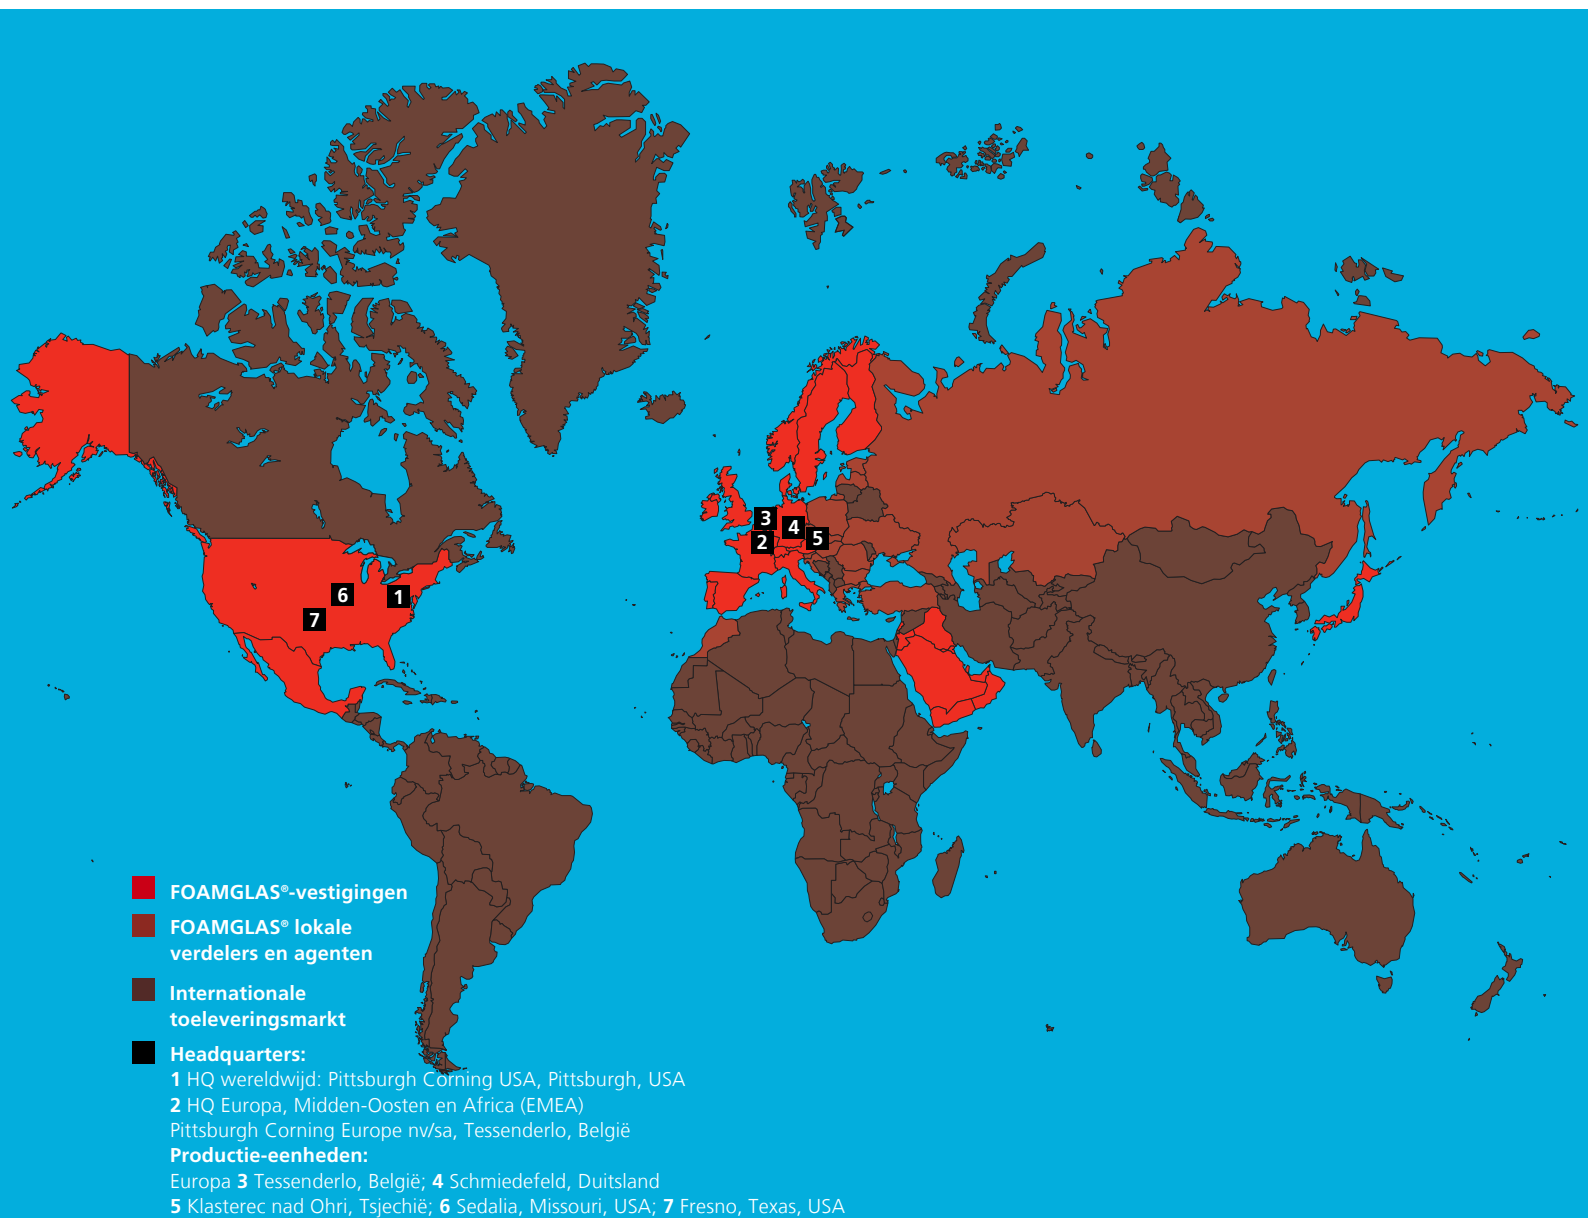 3
4
2
5
6
1
7
FOAMGLAS®-vestigingen
FOAMGLAS® lokale
verdelers en agenten
Internationale
toeleveringsmarkt
Headquarters:
1 HQ wereldwijd: Pittsburgh Corning USA, Pittsburgh, USA
2 HQ Europa, Midden-Oosten en Africa (EMEA)
Pittsburgh Corning Europe nv/sa, Tessenderlo, België
Productie-eenheden:
Europa 3 Tessenderlo, België; 4 Schmiedefeld, Duitsland
5 Klasterec nad Ohri, Tsjechië; 6 Sedalia, Missouri, USA; 7 Fresno, Texas, USA